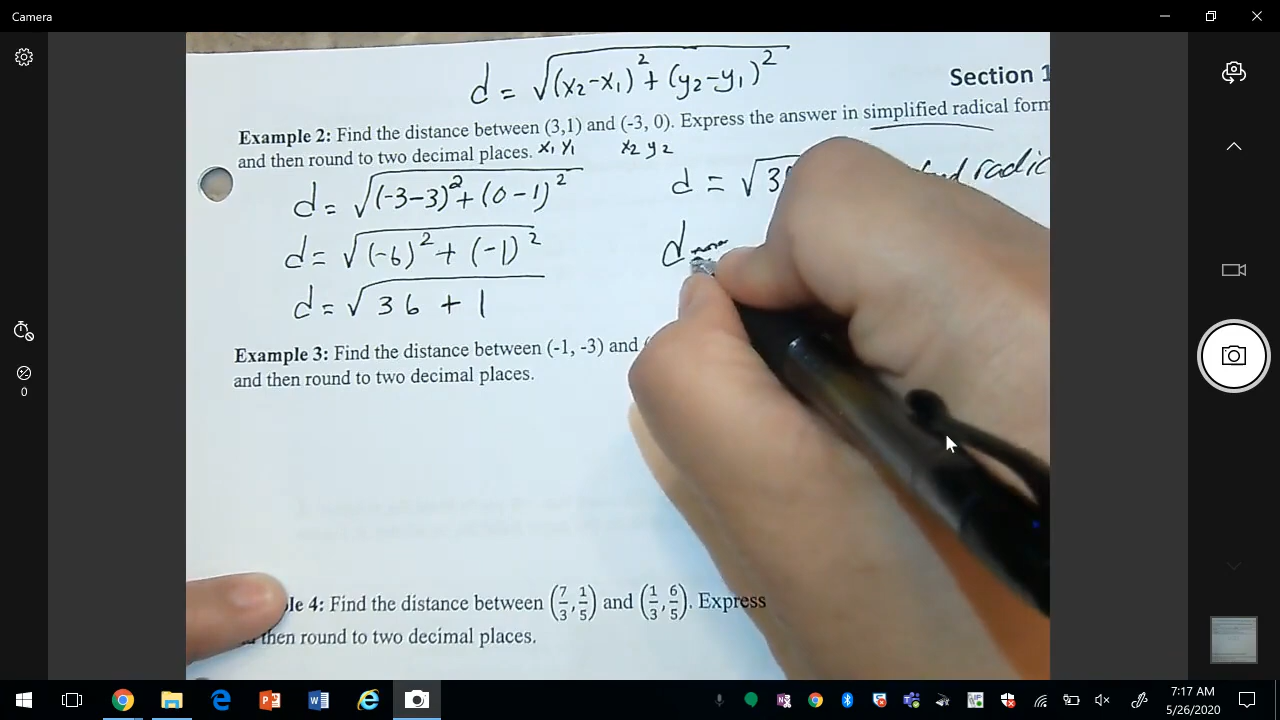 Camera
d = √(x₂-x₁)² + (y₂-y₁)²
Section 1
Example 2: Find the distance between (3,1) and (-3, 0). Express the answer in simplified radical form
and then round to two decimal places. x₁ y₁ x₂ y₂
d = √(-3-3)² + (0-1)²
d = √(-6)² + (-1)²
d = √36 + 1
d = √3
radic
d
Example 3: Find the distance between (-1, -3) and
and then round to two decimal places.
le 4: Find the distance between (7/3, 1/5) and (1/3, 6/5). Express
then round to two decimal places.
0
7:17 AM
5/26/2020